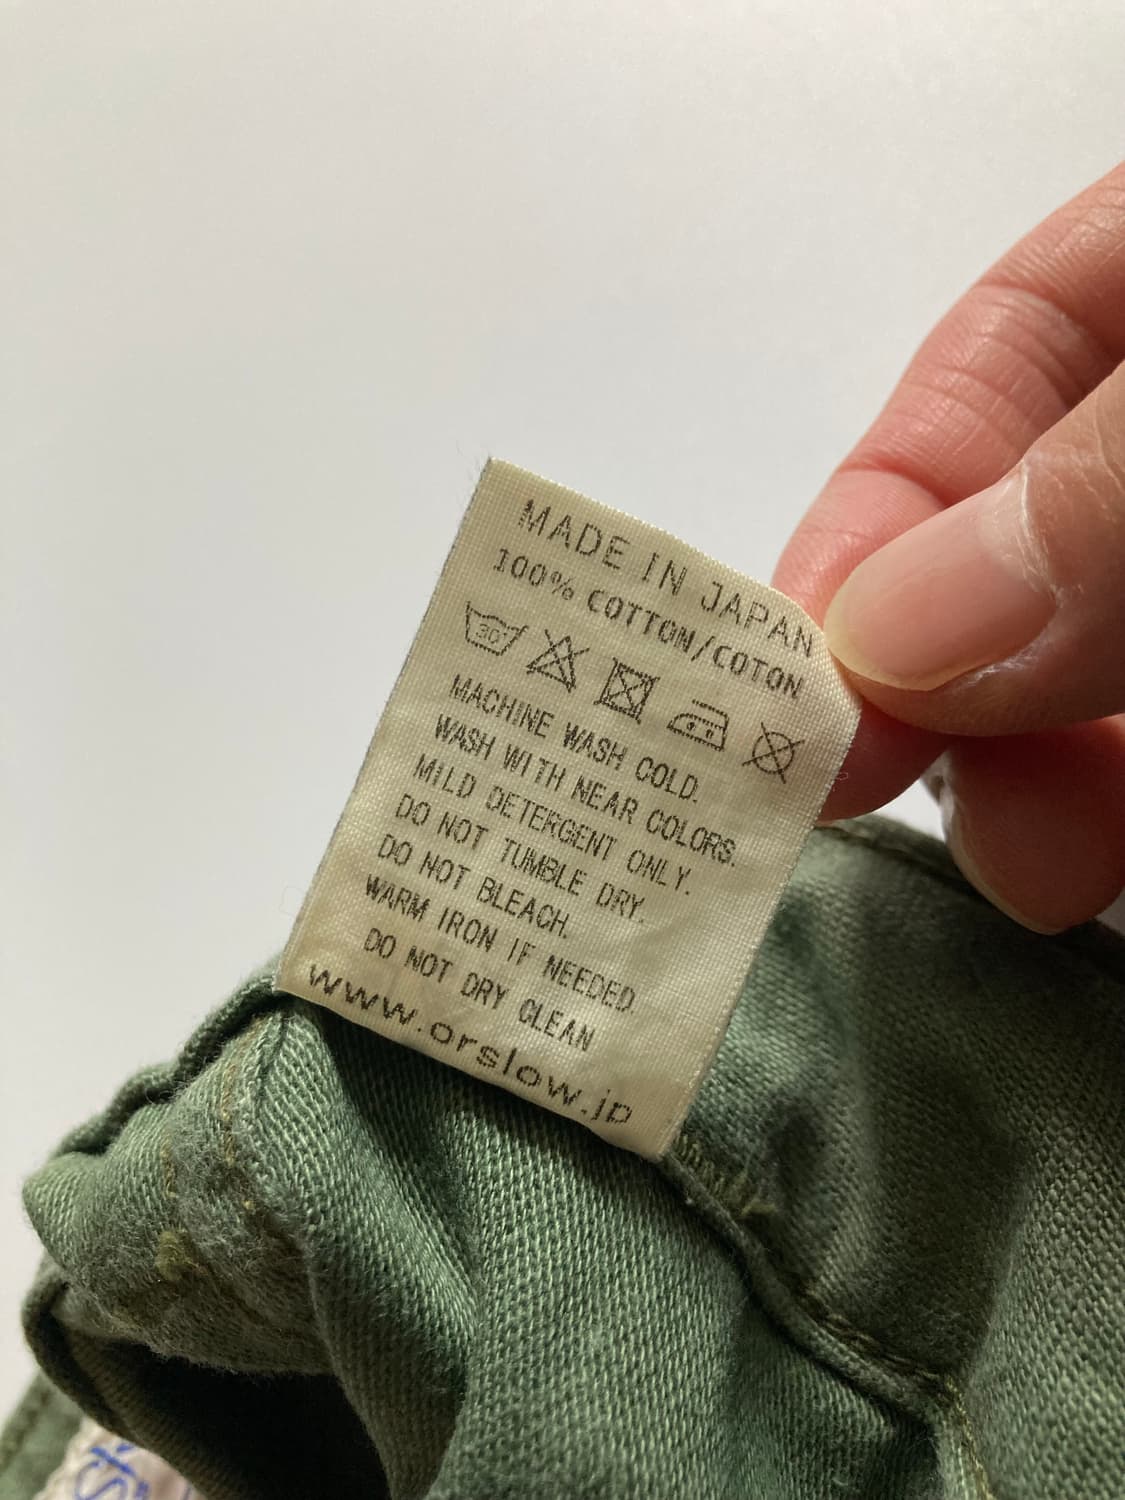 MADE IN JAPAN
100% COTTON/COTON
30°
MACHINE WASH COLD.
WASH WITH NEAR COLORS.
MILD DETERGENT ONLY.
DO NOT TUMBLE DRY.
DO NOT BLEACH.
WARM IRON IF NEEDED.
DO NOT DRY CLEAN
www.orslow.jp